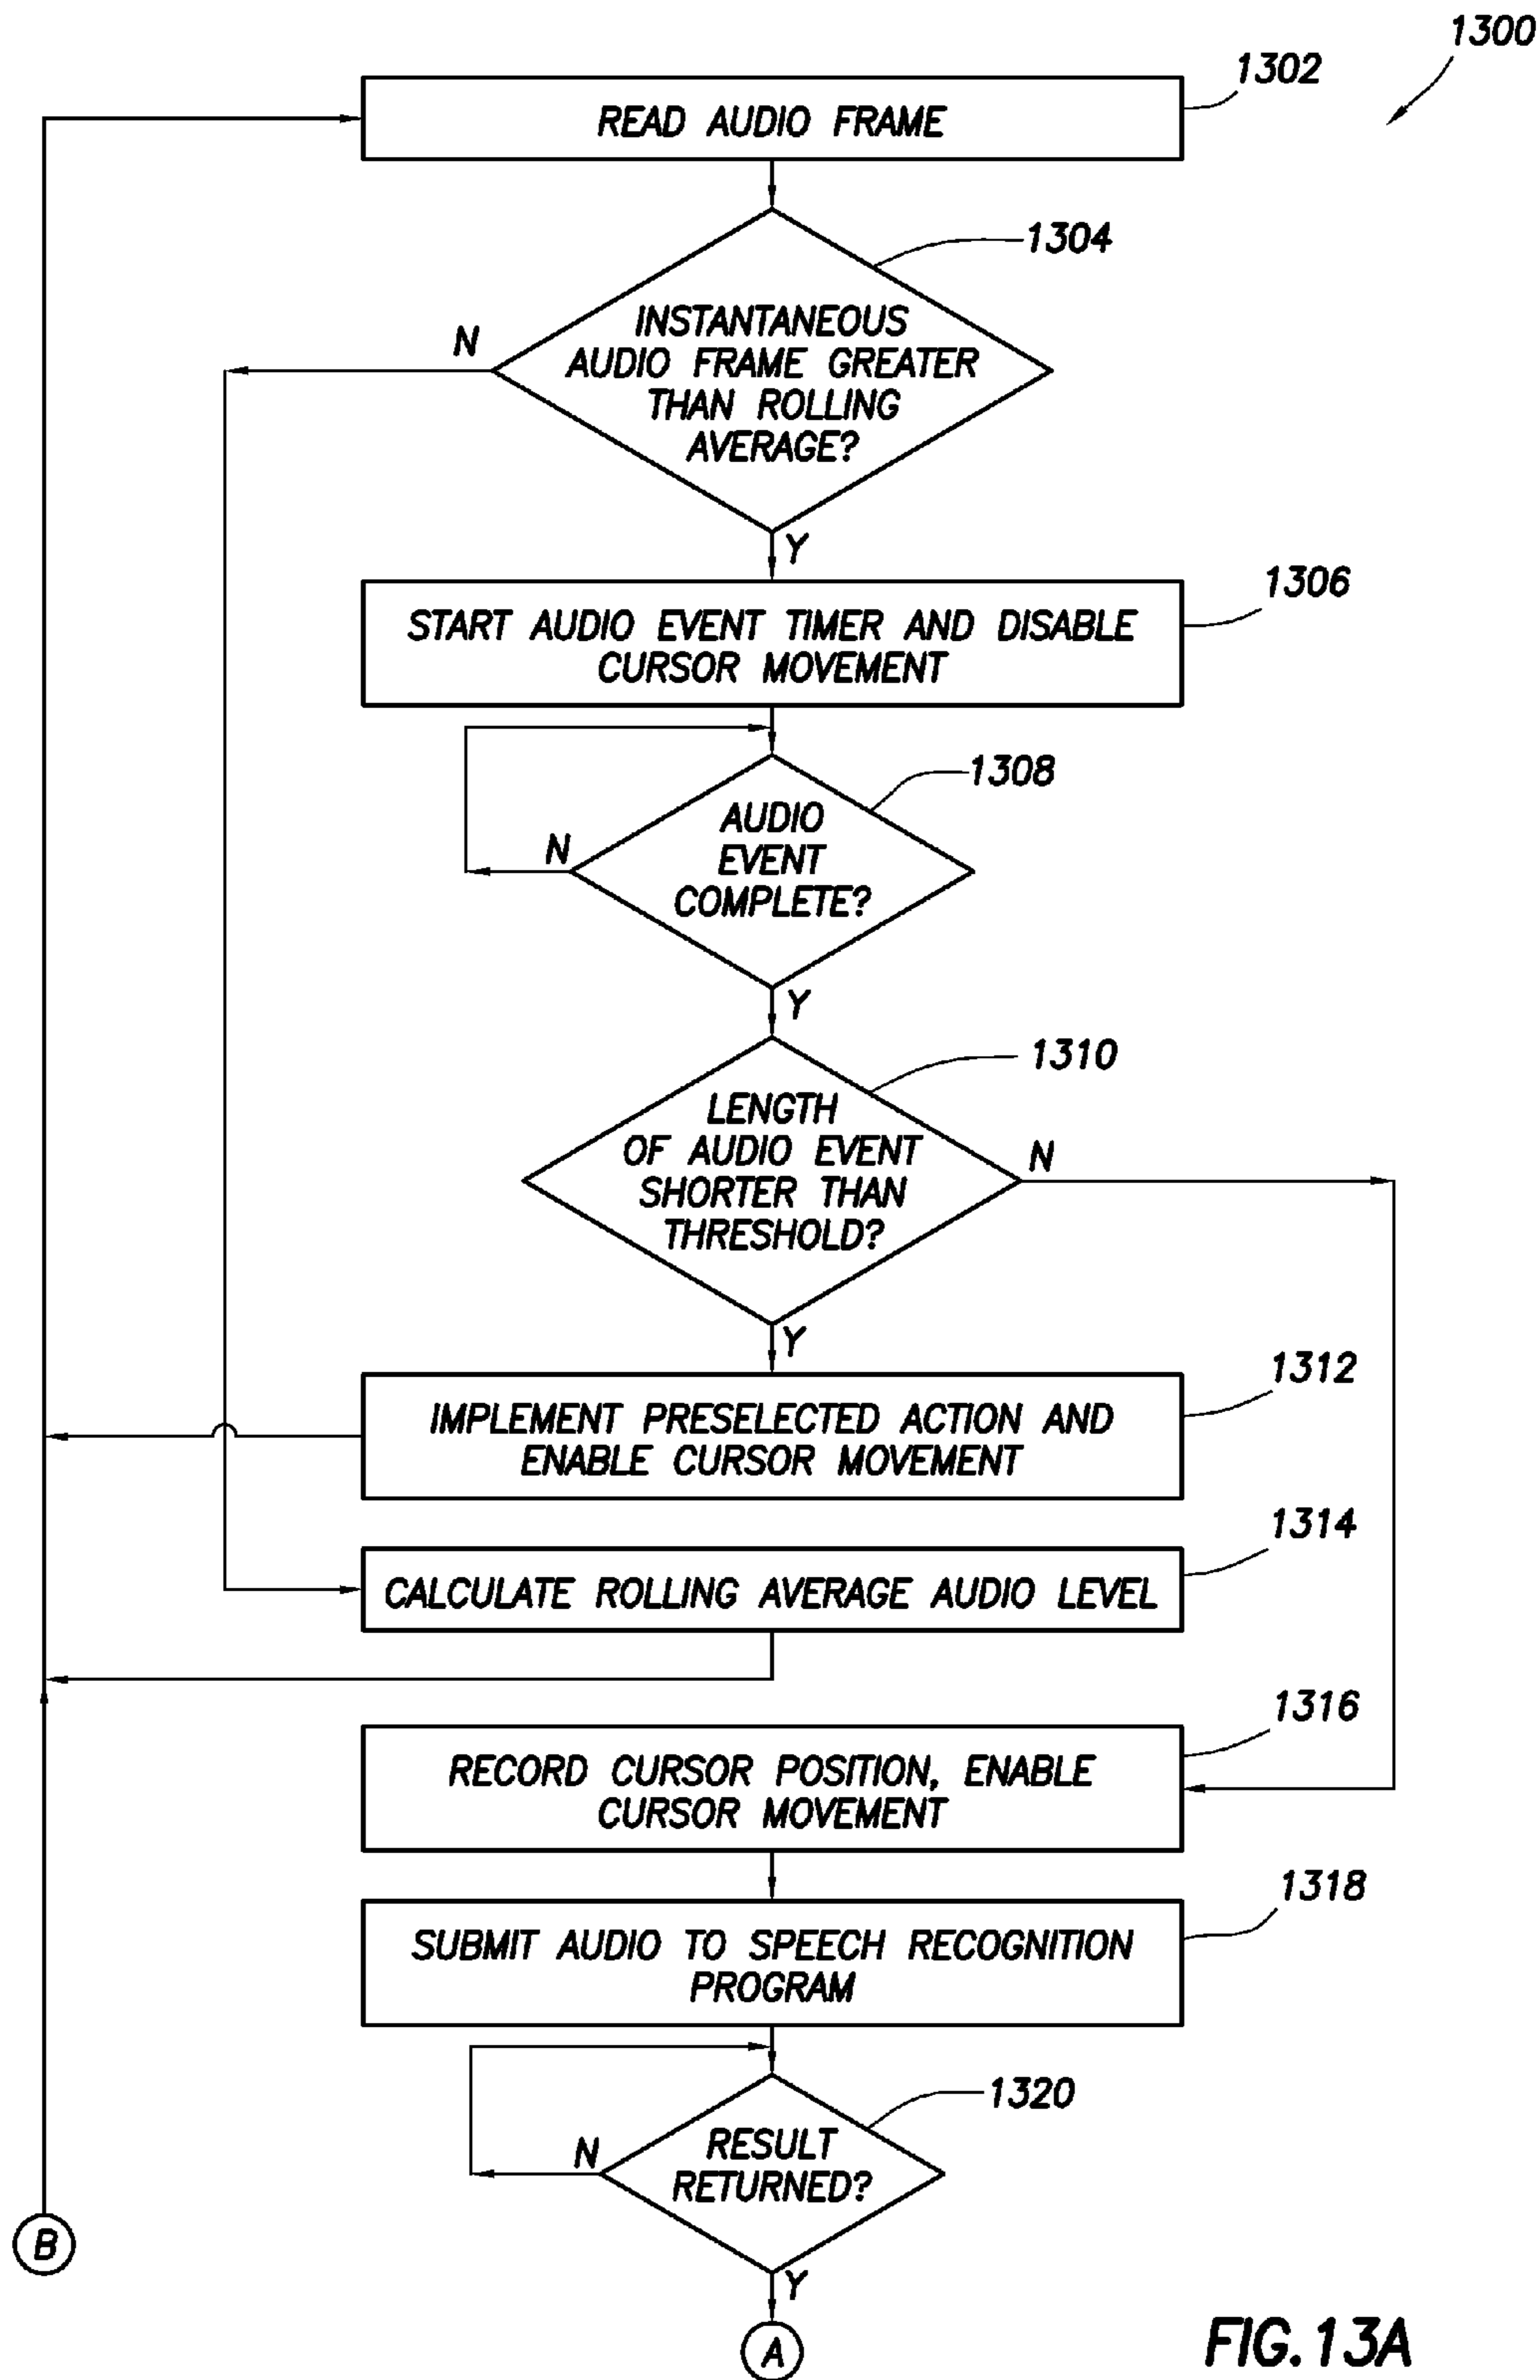 1300
1302
READ AUDIO FRAME
1304
INSTANTANEOUS
AUDIO FRAME GREATER
THAN ROLLING
AVERAGE?
N
Y
1306
START AUDIO EVENT TIMER AND DISABLE
CURSOR MOVEMENT
1308
AUDIO
EVENT
COMPLETE?
N
Y
1310
LENGTH
OF AUDIO EVENT
SHORTER THAN
THRESHOLD?
N
Y
1312
IMPLEMENT PRESELECTED ACTION AND
ENABLE CURSOR MOVEMENT
1314
CALCULATE ROLLING AVERAGE AUDIO LEVEL
1316
RECORD CURSOR POSITION, ENABLE
CURSOR MOVEMENT
1318
SUBMIT AUDIO TO SPEECH RECOGNITION
PROGRAM
1320
RESULT
RETURNED?
N
B
Y
A
FIG. 13A